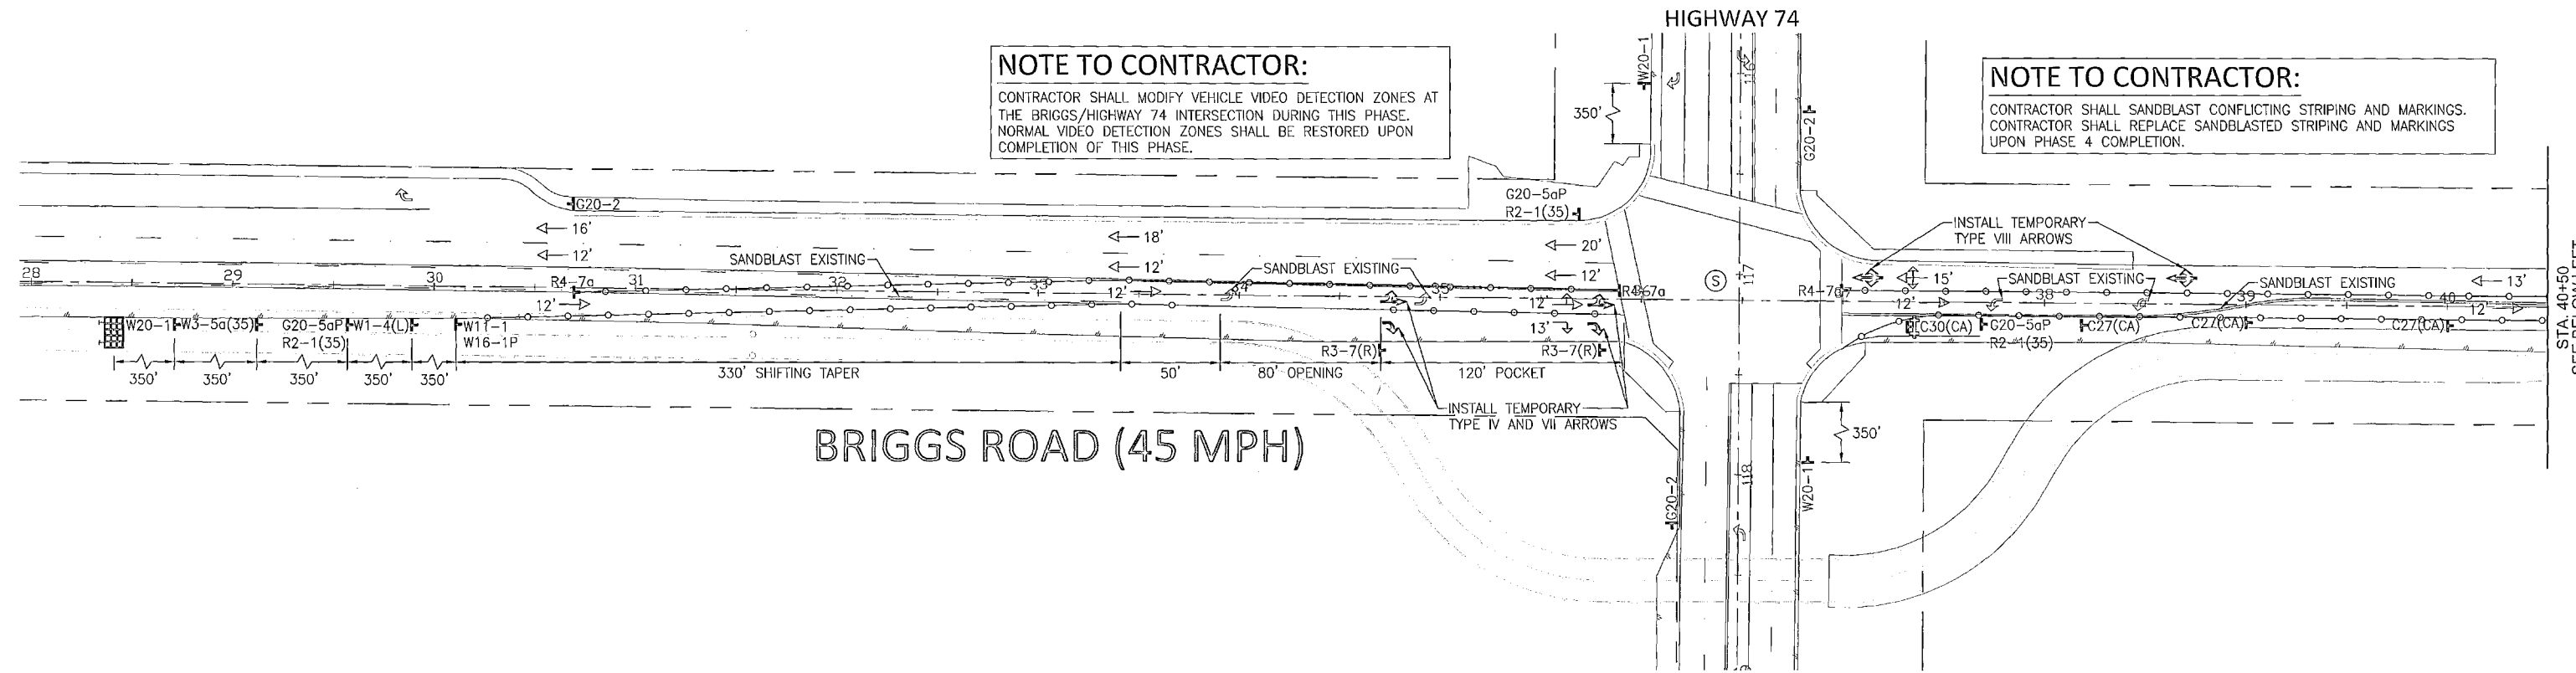 HIGHWAY 74
NOTE TO CONTRACTOR:
CONTRACTOR SHALL MODIFY VEHICLE VIDEO DETECTION ZONES AT
THE BRIGGS/HIGHWAY 74 INTERSECTION DURING THIS PHASE.
NORMAL VIDEO DETECTION ZONES SHALL BE RESTORED UPON
COMPLETION OF THIS PHASE.
NOTE TO CONTRACTOR:
CONTRACTOR SHALL SANDBLAST CONFLICTING STRIPING AND MARKINGS.
CONTRACTOR SHALL REPLACE SANDBLASTED STRIPING AND MARKINGS
UPON PHASE 4 COMPLETION.
W20-1
350'
116
G20-2
G20-2
G20-5aP
R2-1(35)
16'
18'
20'
12'
12'
12'
SANDBLAST EXISTING
SANDBLAST EXISTING
INSTALL TEMPORARY
TYPE VIII ARROWS
15'
SANDBLAST EXISTING
SANDBLAST EXISTING
13'
28
29
30
31
32
33
34
35
R4-7a
12'
12'
12'
S
117
38
39
40
12'
12'
W20-1
W3-5a(35)
G20-5aP
R2-1(35)
W1-4(L)
W11-1
W16-1P
13'
R3-7(R)
R3-7(R)
C30(CA)
G20-5aP
R2-1(35)
C27(CA)
C27(CA)
C27(CA)
350'
350'
350'
350'
350'
330' SHIFTING TAPER
50'
80' OPENING
120' POCKET
INSTALL TEMPORARY
TYPE IV AND VII ARROWS
BRIGGS ROAD (45 MPH)
G20-2
118
W20-1
350'
STA. 40+50